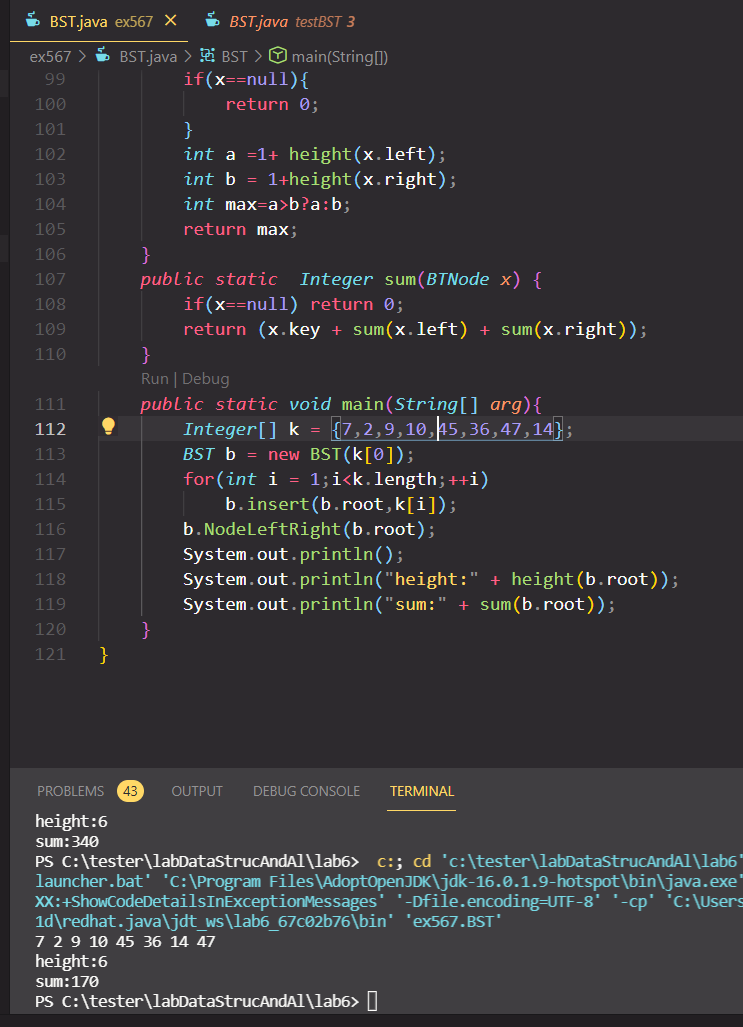 BST.java ex567 × BST.java testBST 3
ex567 > BST.java > BST > main(String[])
99 if(x==null){
100 return 0;
101 }
102 int a =1+ height(x.left);
103 int b = 1+height(x.right);
104 int max=a>b?a:b;
105 return max;
106 }
107 public static  Integer sum(BTNode x) {
108 if(x==null) return 0;
109 return (x.key + sum(x.left) + sum(x.right));
110 }
Run | Debug
111 public static void main(String[] arg){
112 Integer[] k = {7,2,9,10,45,36,47,14};
113 BST b = new BST(k[0]);
114 for(int i = 1;i<k.length;++i)
115 b.insert(b.root,k[i]);
116 b.NodeLeftRight(b.root);
117 System.out.println();
118 System.out.println("height:" + height(b.root));
119 System.out.println("sum:" + sum(b.root));
120 }
121 }
PROBLEMS 43 OUTPUT DEBUG CONSOLE TERMINAL
height:6
sum:340
PS C:\tester\labDataStrucAndAl\lab6>  c:; cd 'c:\tester\labDataStrucAndAl\lab6'
launcher.bat' 'C:\Program Files\AdoptOpenJDK\jdk-16.0.1.9-hotspot\bin\java.exe'
XX:+ShowCodeDetailsInExceptionMessages' '-Dfile.encoding=UTF-8' '-cp' 'C:\Users
1d\redhat.java\jdt_ws\lab6_67c02b76\bin' 'ex567.BST'
7 2 9 10 45 36 14 47
height:6
sum:170
PS C:\tester\labDataStrucAndAl\lab6>